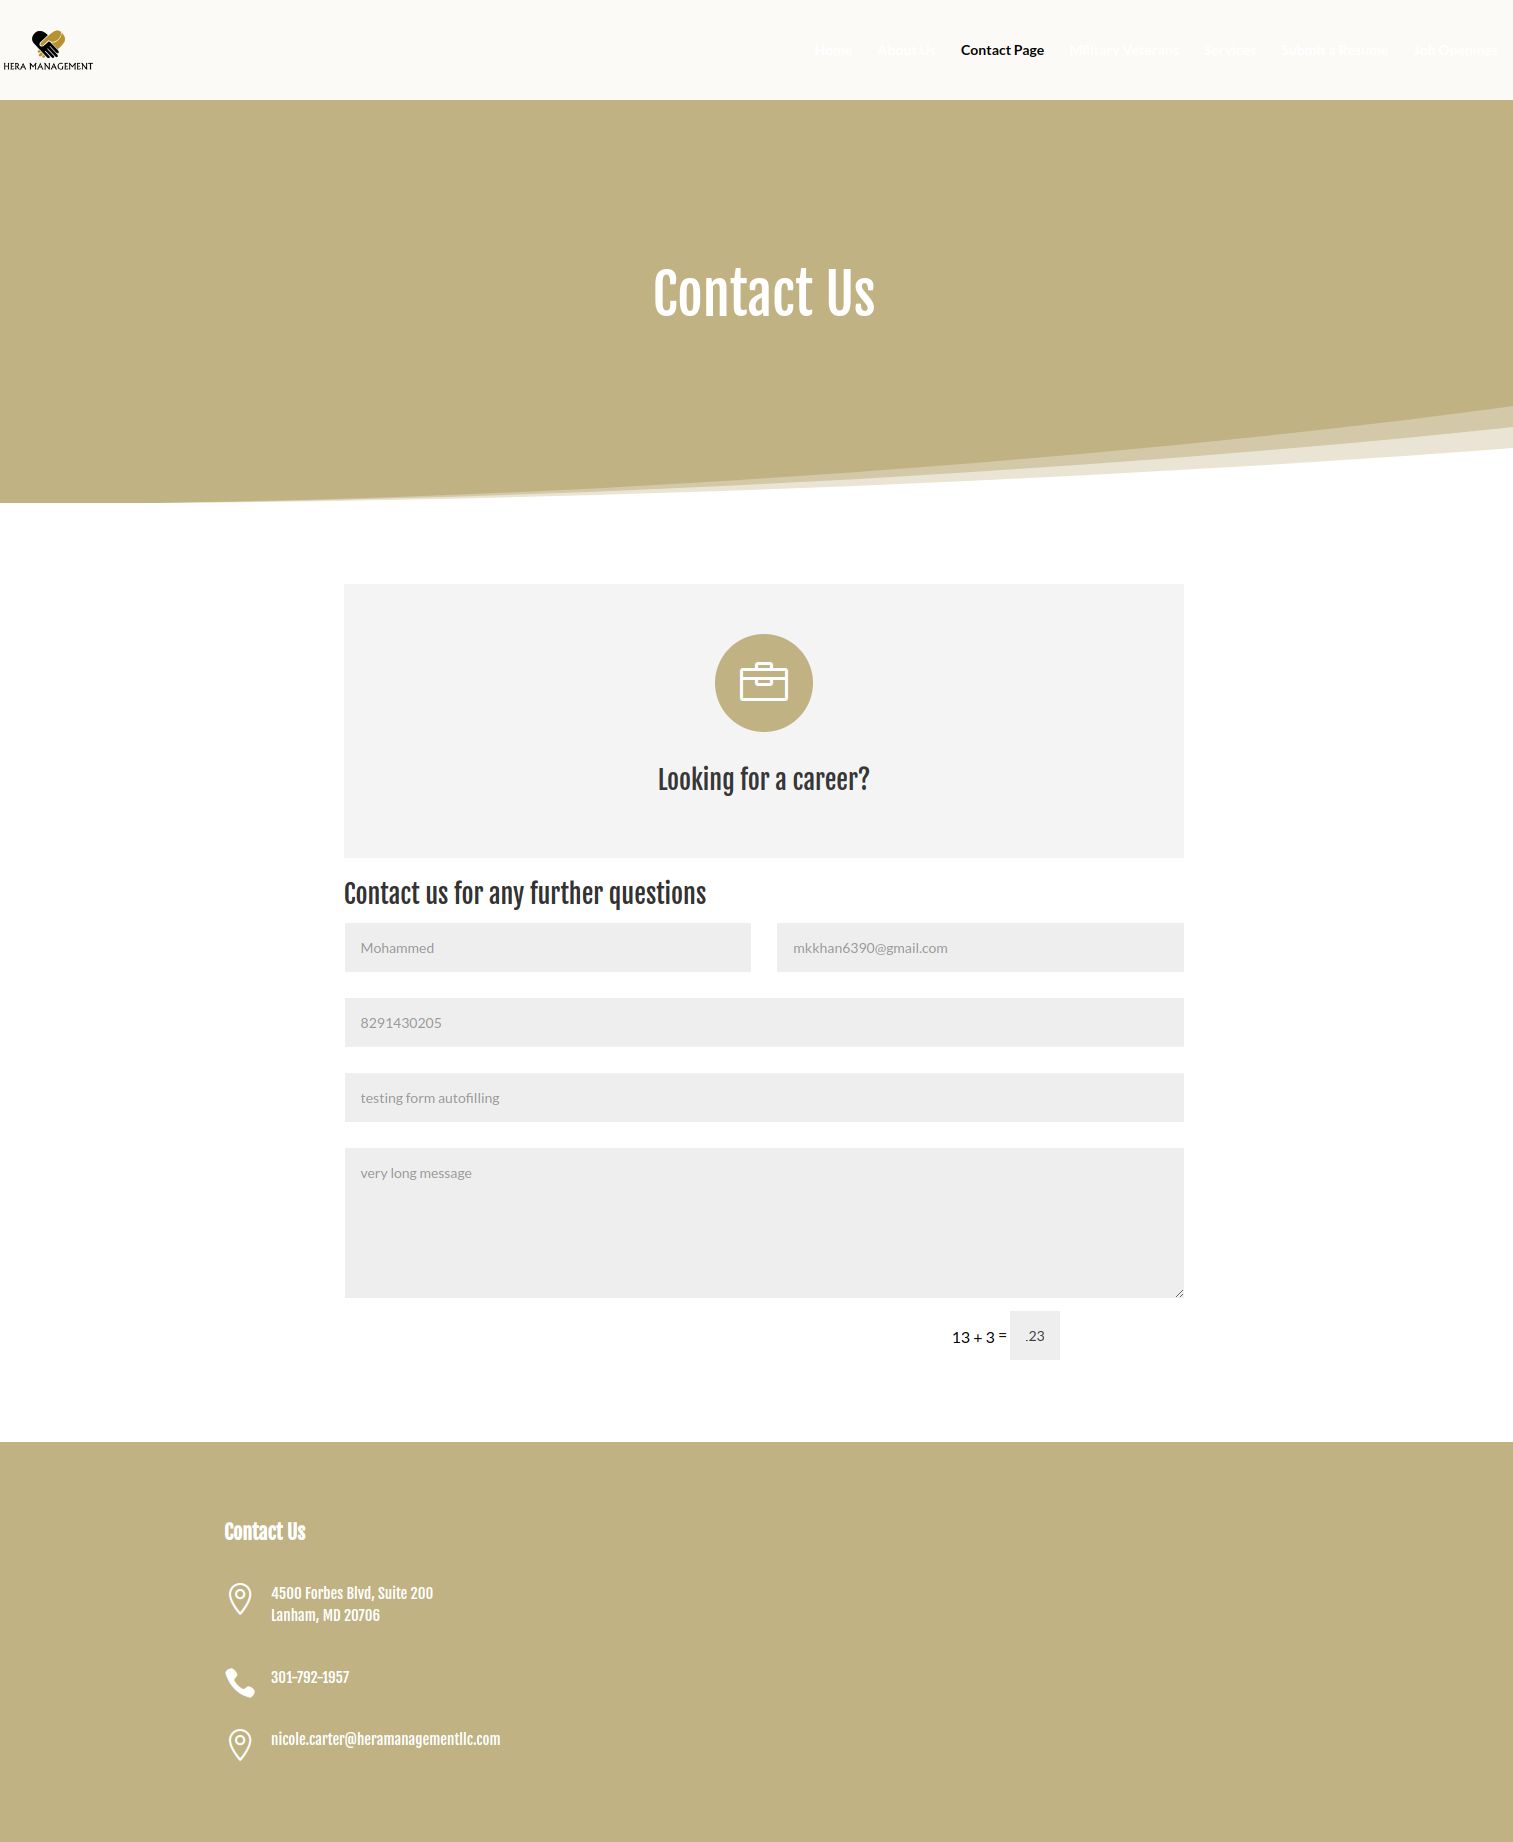 HERA MANAGEMENT
Home About Us Contact Page Military Veterans Services Submit a Resume Job Openings
Contact Us
Looking for a career?
Contact us for any further questions
Mohammed mkkhan6390@gmail.com
8291430205
testing form autofilling
very long message
13 + 3 = .23
Contact Us
4500 Forbes Blvd, Suite 200
Lanham, MD 20706
301-792-1957
nicole.carter@heramanagementllc.com